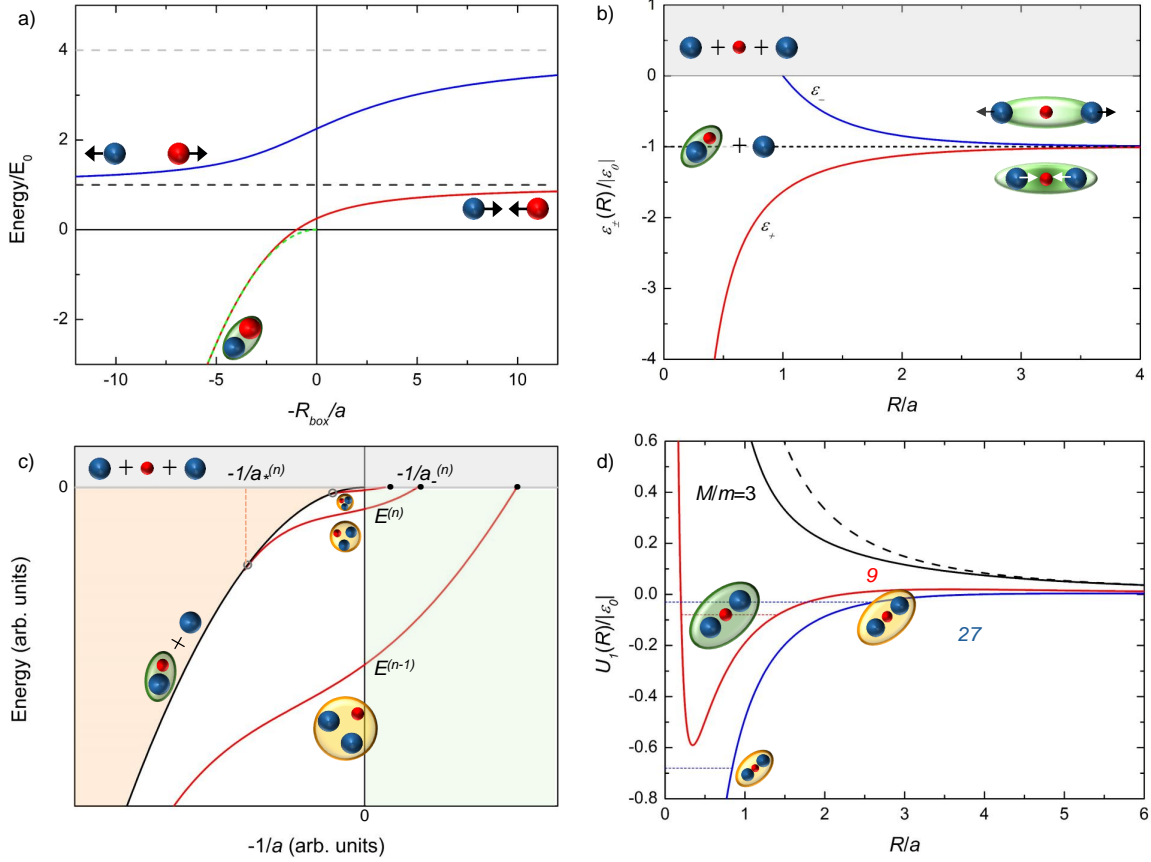 a)
Energy/E₀
4
2
0
-2
-10
-5
0
5
10
-R_box/a
b)
ε±(R)/|ε₀|
1
0
-1
-2
-3
-4
+ +
ε₋
+
ε₊
0
1
2
3
4
R/a
c)
+ +
-1/a*⁽ⁿ⁾
-1/a₋⁽ⁿ⁾
0
E⁽ⁿ⁾
+
E⁽ⁿ⁻¹⁾
Energy (arb. units)
0
-1/a (arb. units)
d)
U₁(R)/|ε₀|
0.6
0.4
0.2
0.0
-0.2
-0.4
-0.6
-0.8
M/m=3
9
27
0
1
2
3
4
5
6
R/a